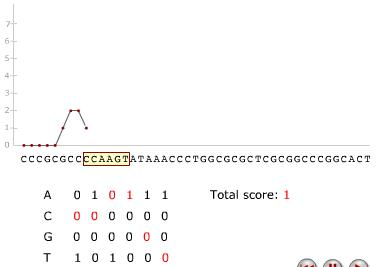 7
6
5
4
3
2
1
0
CCCGCGCCCCAAGTATAAACCCTGGCGCGCTCGCGGCCCGGCACT
A 0 1 0 1 1 1 Total score: 1
C 0 0 0 0 0 0
G 0 0 0 0 0 0
T 1 0 1 0 0 0